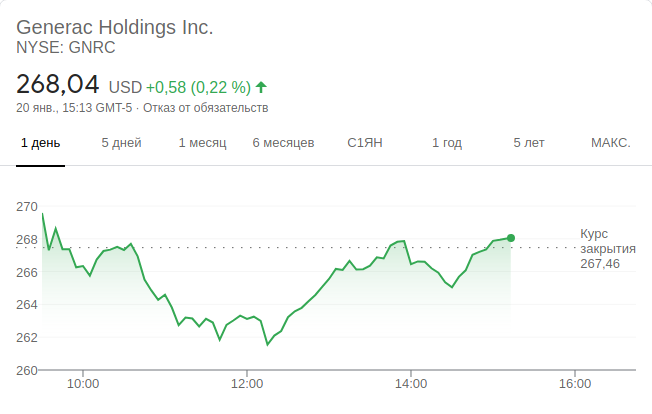 Generac Holdings Inc.
NYSE: GNRC
268,04 USD +0,58 (0,22 %)
20 янв., 15:13 GMT-5 · Отказ от обязательств
1 день 5 дней 1 месяц 6 месяцев С1ЯН 1 год 5 лет МАКС.
270
268
266
264
262
260
Курс
закрытия
267,46
10:00 12:00 14:00 16:00